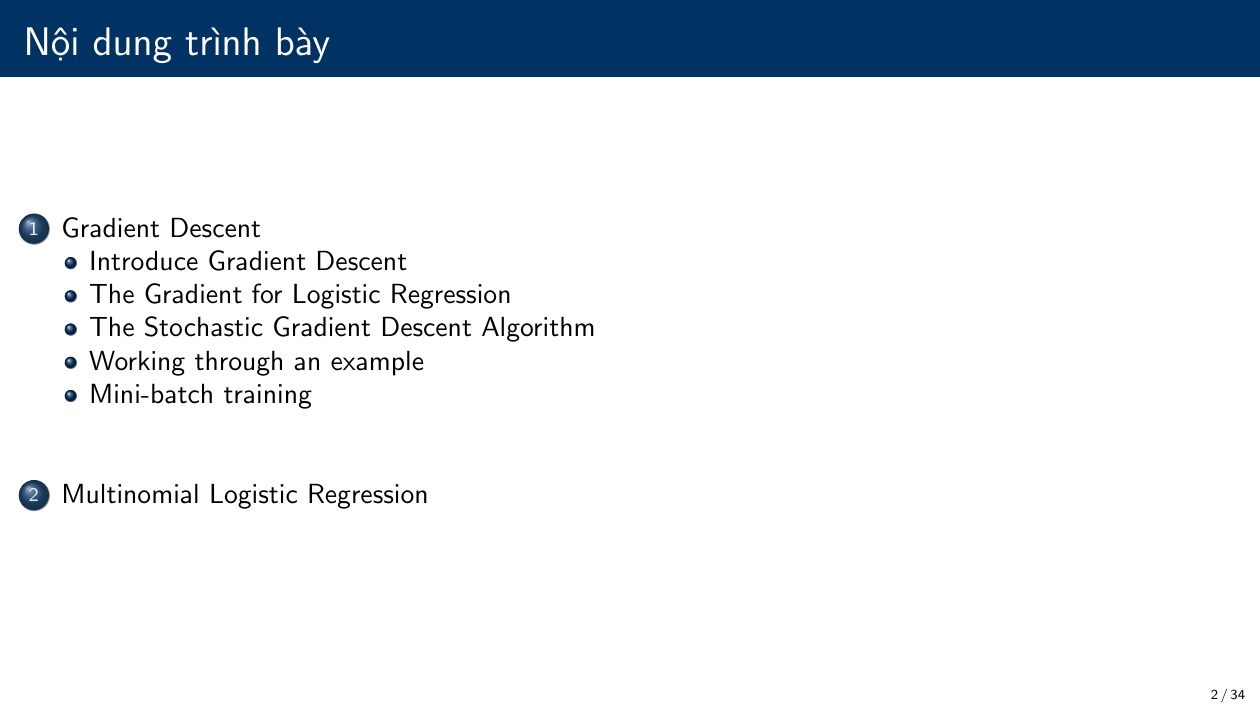 Nội dung trình bày
1 Gradient Descent
Introduce Gradient Descent
The Gradient for Logistic Regression
The Stochastic Gradient Descent Algorithm
Working through an example
Mini-batch training
2 Multinomial Logistic Regression
2 / 34